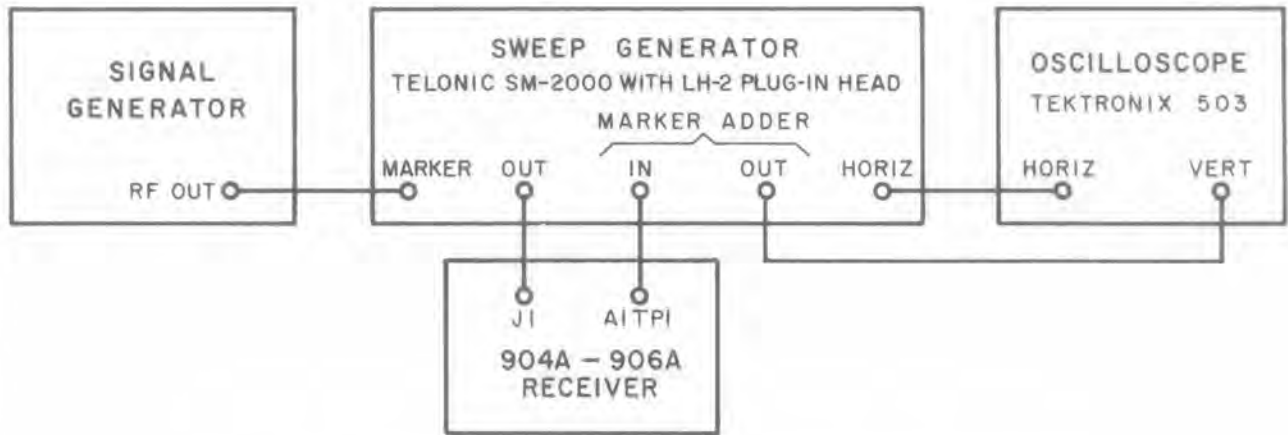 SIGNAL
GENERATOR
RF OUT
SWEEP GENERATOR
TELONIC SM-2000 WITH LH-2 PLUG-IN HEAD
MARKER ADDER
MARKER OUT IN OUT HORIZ
OSCILLOSCOPE
TEKTRONIX 503
HORIZ VERT
J1 A1TP1
904A - 906A
RECEIVER